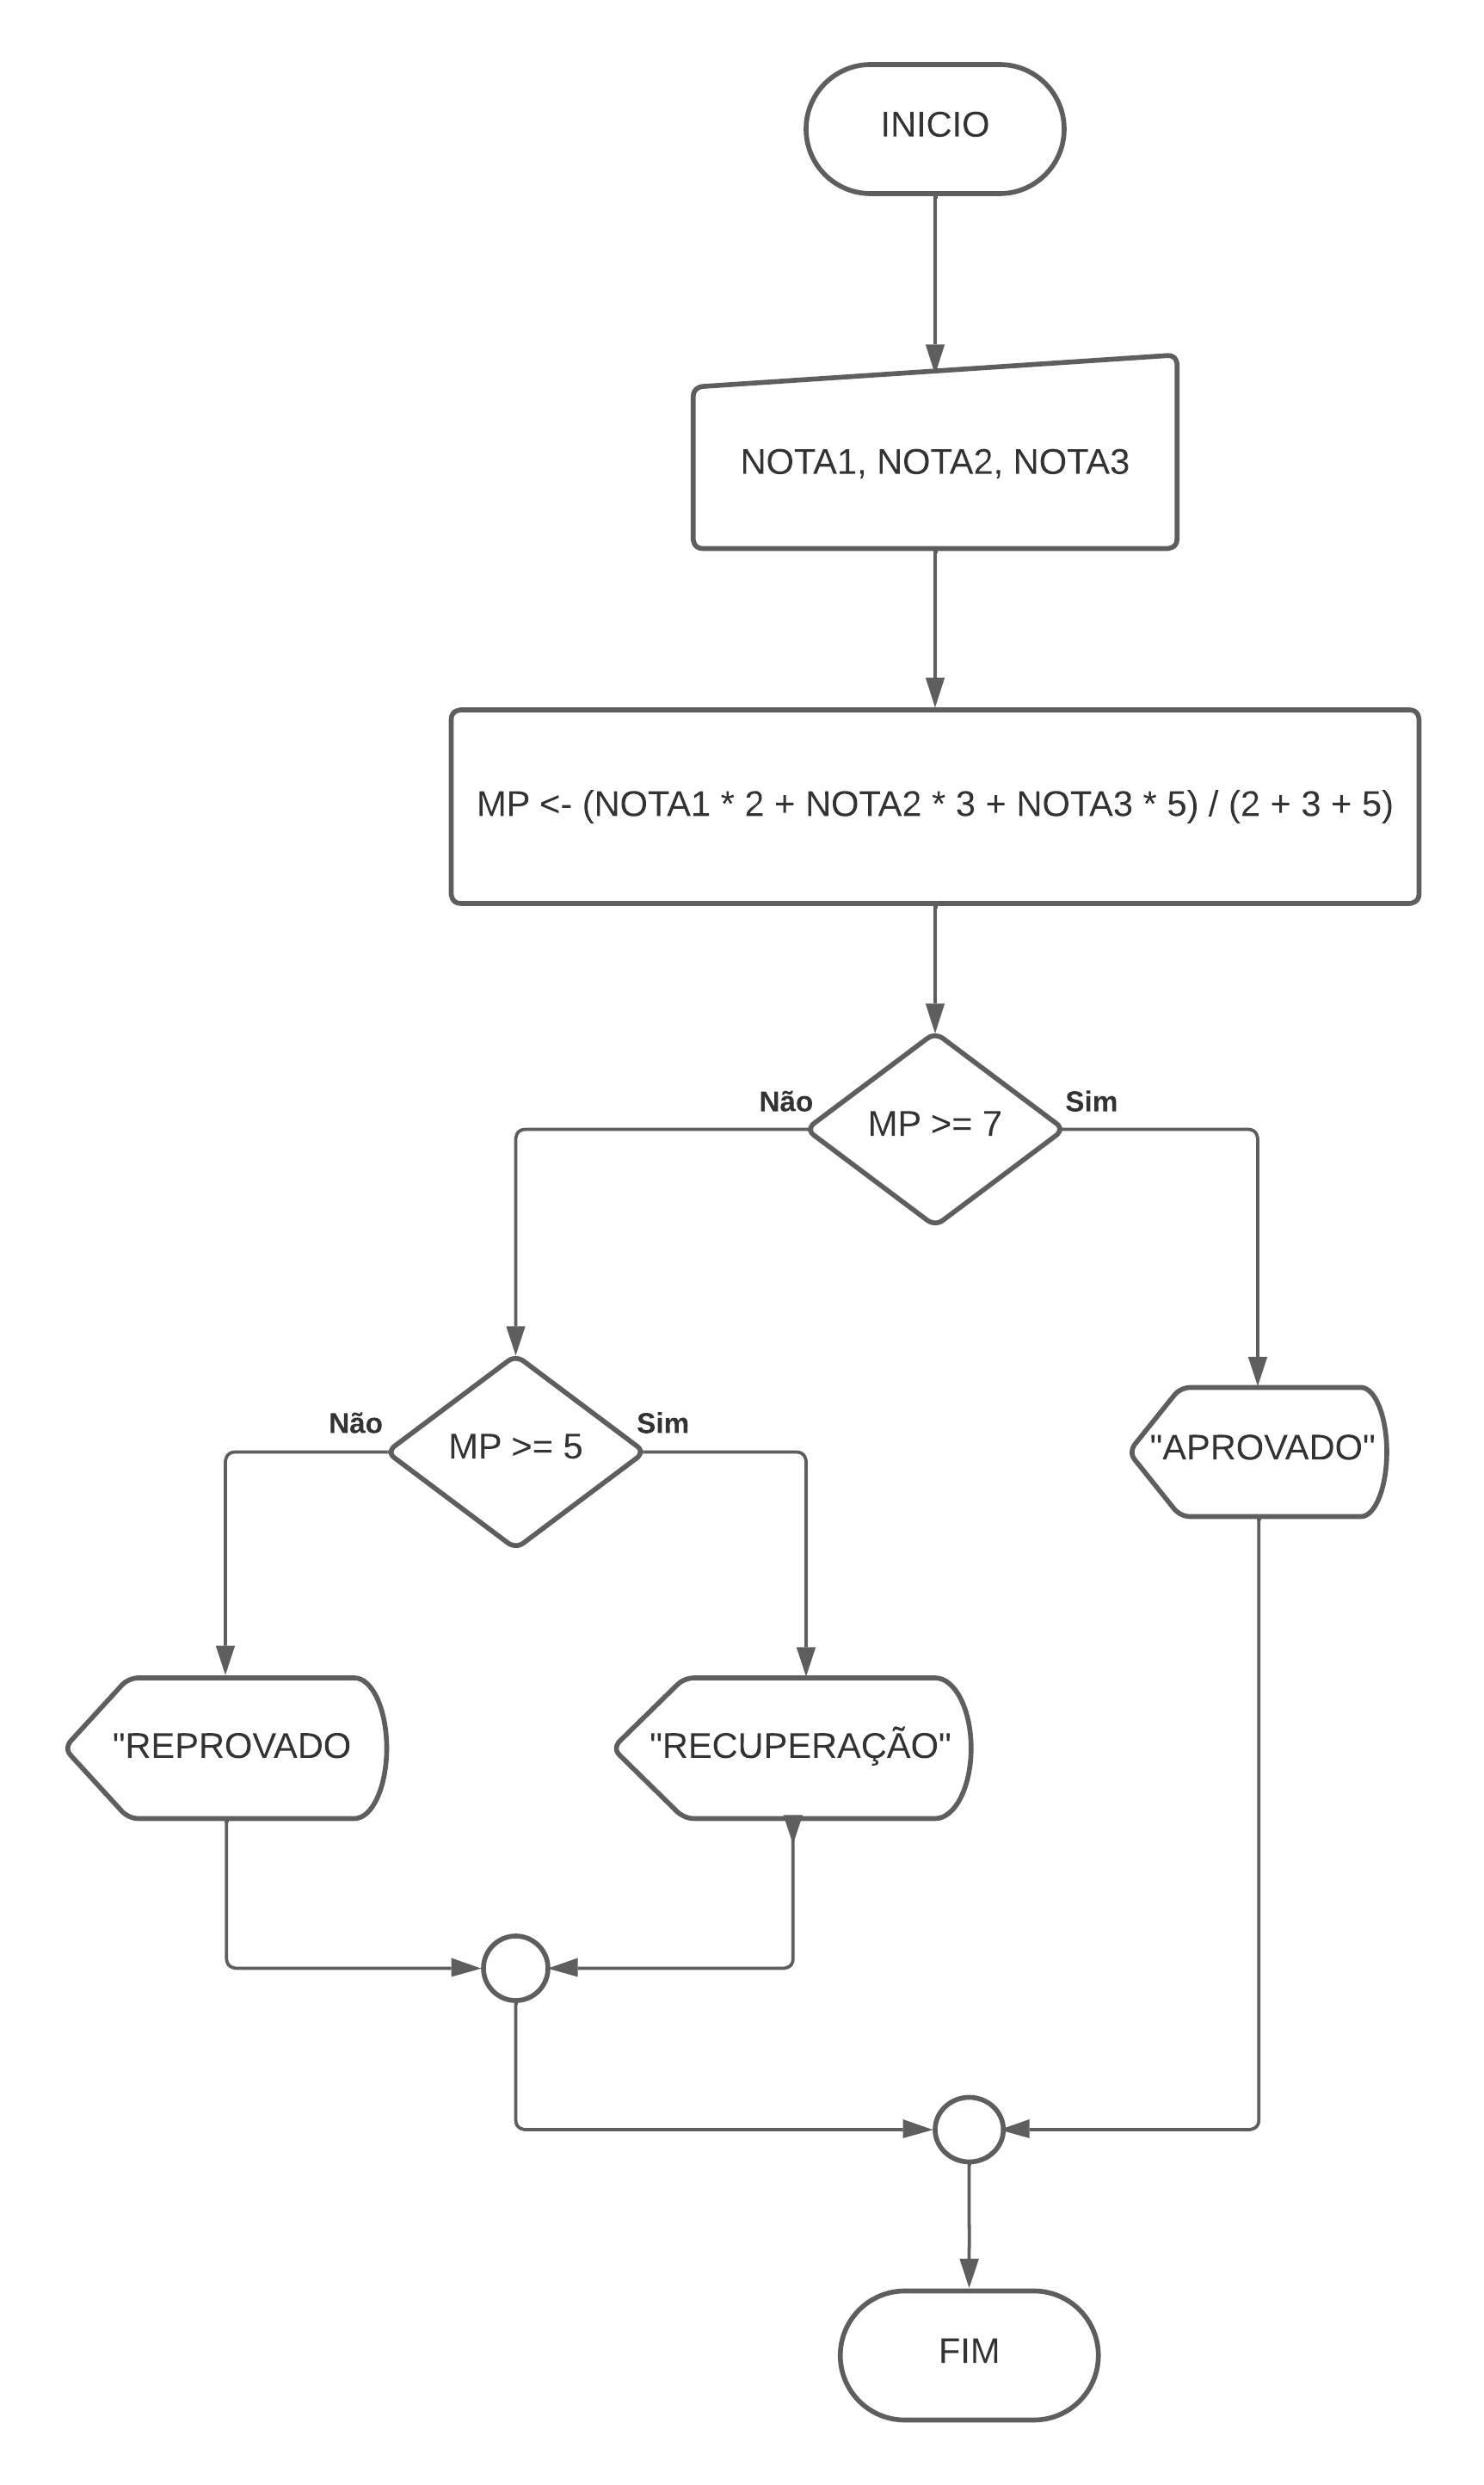 INICIO
NOTA1, NOTA2, NOTA3
MP <- (NOTA1 * 2 + NOTA2 * 3 + NOTA3 * 5) / (2 + 3 + 5)
Não
Sim
MP >= 7
Não
Sim
MP >= 5
"APROVADO"
"REPROVADO
"RECUPERAÇÃO"
FIM